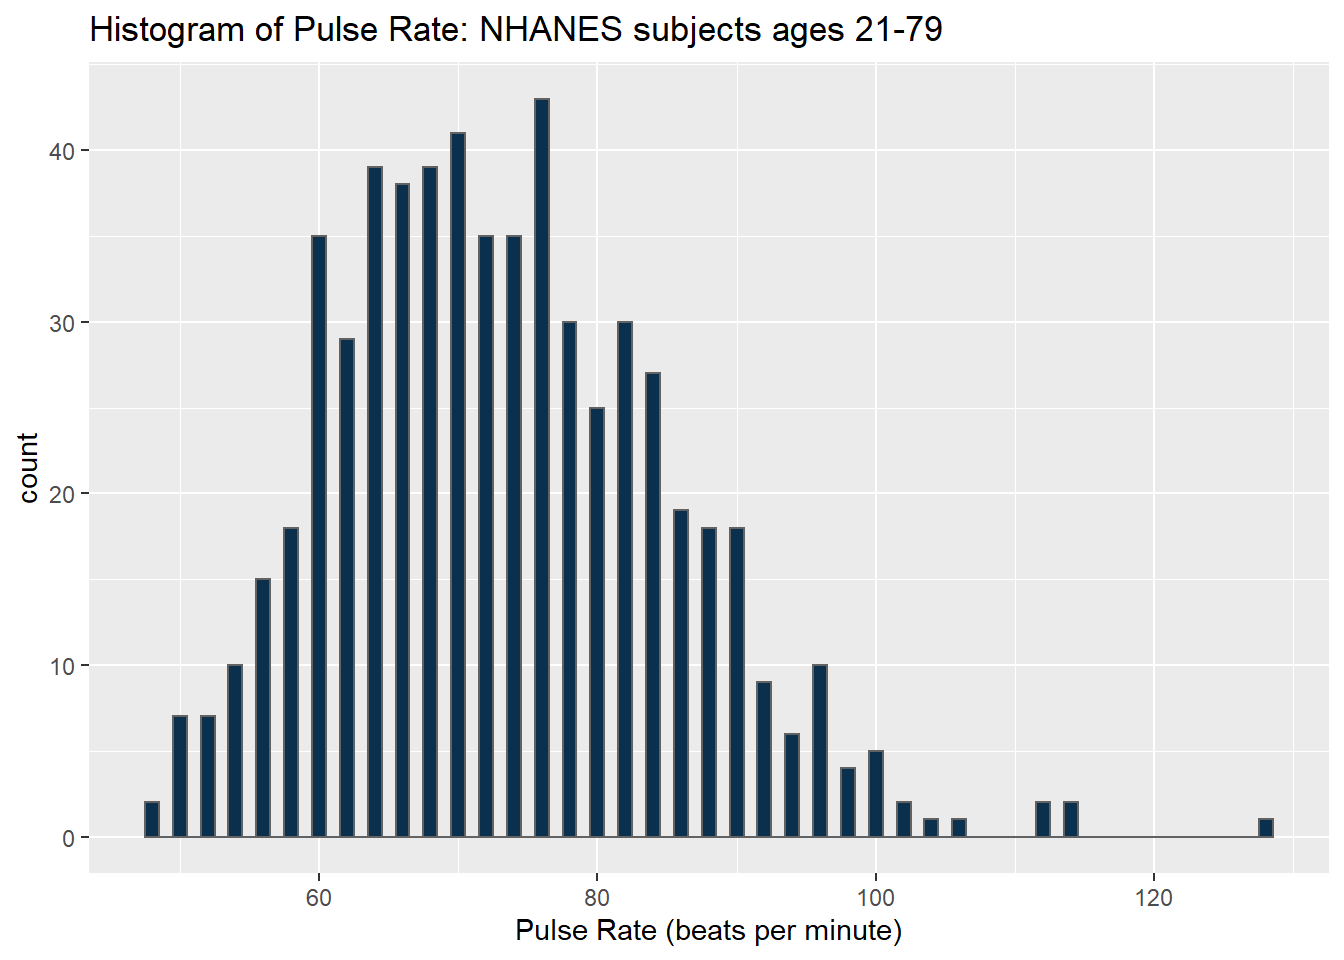 Histogram of Pulse Rate: NHANES subjects ages 21-79
count
40
30
20
10
0
60 80 100 120
Pulse Rate (beats per minute)